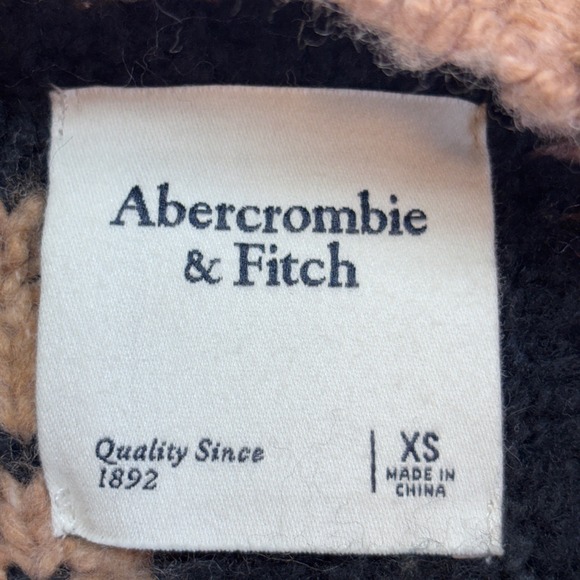 Abercrombie
& Fitch
Quality Since
1892
XS
MADE IN
CHINA